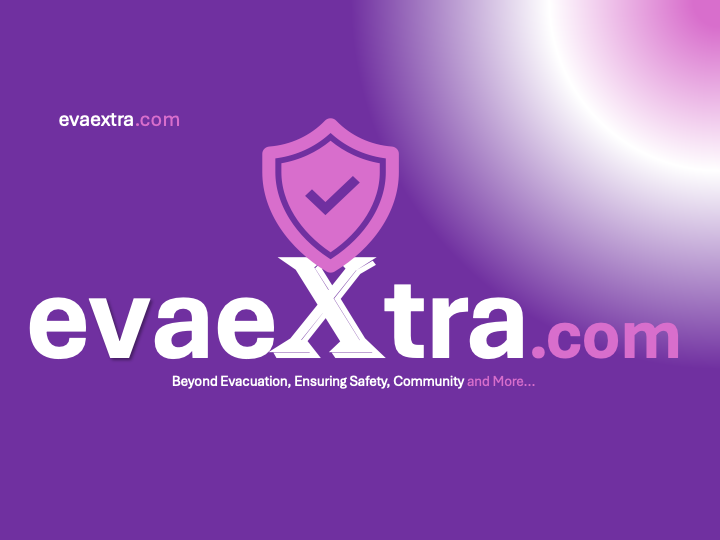 evaextra.com
evaeXtra.com
Beyond Evacuation, Ensuring Safety, Community and More...